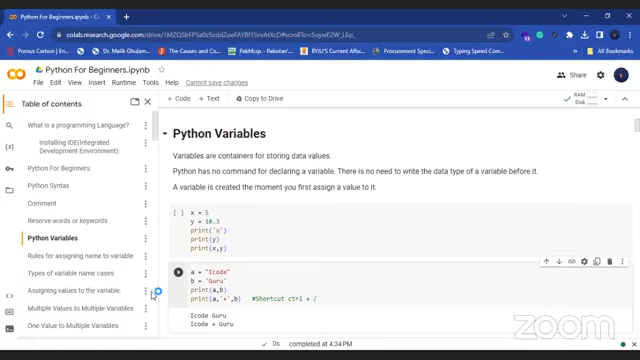 Python For Beginners.ipynb - Co
colab.research.google.com/drive/
Porous Carbon | Eng
Dr. Malik Ghulam...
The Causes and Co...
PakMcqs - Pakistan...
BYJU'S Current Affair...
Procurement Speci...
Typing Speed Com...
All Bookmarks
CO
Python For Beginners.ipynb
File Edit View Insert Runtime Tools Help Cannot save changes
Share
Table of contents
+ Code + Text Copy to Drive
RAM
Disk
What is a programming Language?
Installing IDE(Integrated
Development Environment):
Python For Beginners
Python Syntax
Comment
Reserve words or keywords
Python Variables
Rules for assigning name to variable
Types of variable name cases
Assigning values to the variable:
Multiple Values to Multiple Variables
One Value to Multiple Variables
Python Variables
Variables are containers for storing data values.
Python has no command for declaring a variable. There is no need to write the data type of a variable before it.
A variable is created the moment you first assign a value to it.
[ ] x = 5
y = 10.3
print('x')
print(y)
print(x,y)
a = "Icode"
b = 'Guru'
print(a,b)
print(a,'+',b) #Shortcut ctrl + /
Icode Guru
Icode + Guru
0s completed at 4:34 PM
zoom